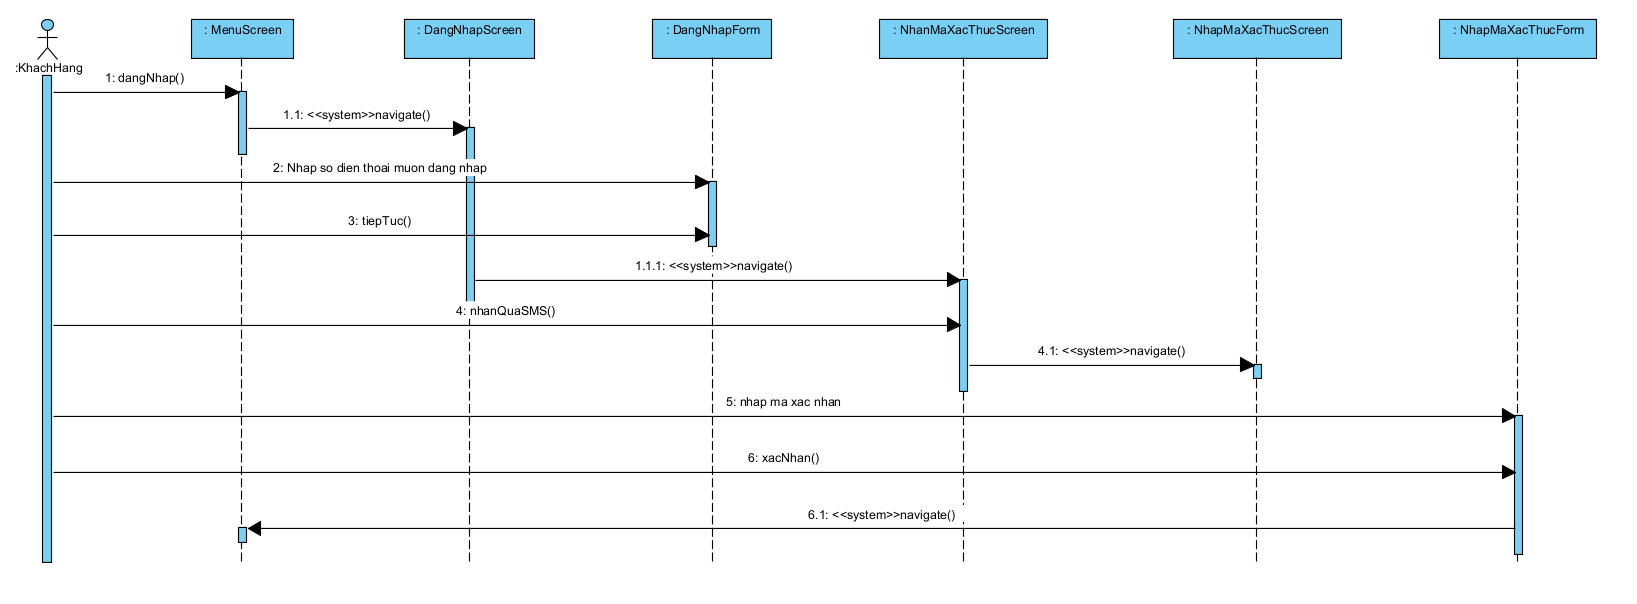 :KhachHang
: MenuScreen
: DangNhapScreen
: DangNhapForm
: NhanMaXacThucScreen
: NhapMaXacThucScreen
: NhapMaXacThucForm
1: dangNhap()
1.1: <<system>>navigate()
2: Nhap so dien thoai muon dang nhap
3: tiepTuc()
1.1.1: <<system>>navigate()
4: nhanQuaSMS()
4.1: <<system>>navigate()
5: nhap ma xac nhan
6: xacNhan()
6.1: <<system>>navigate()